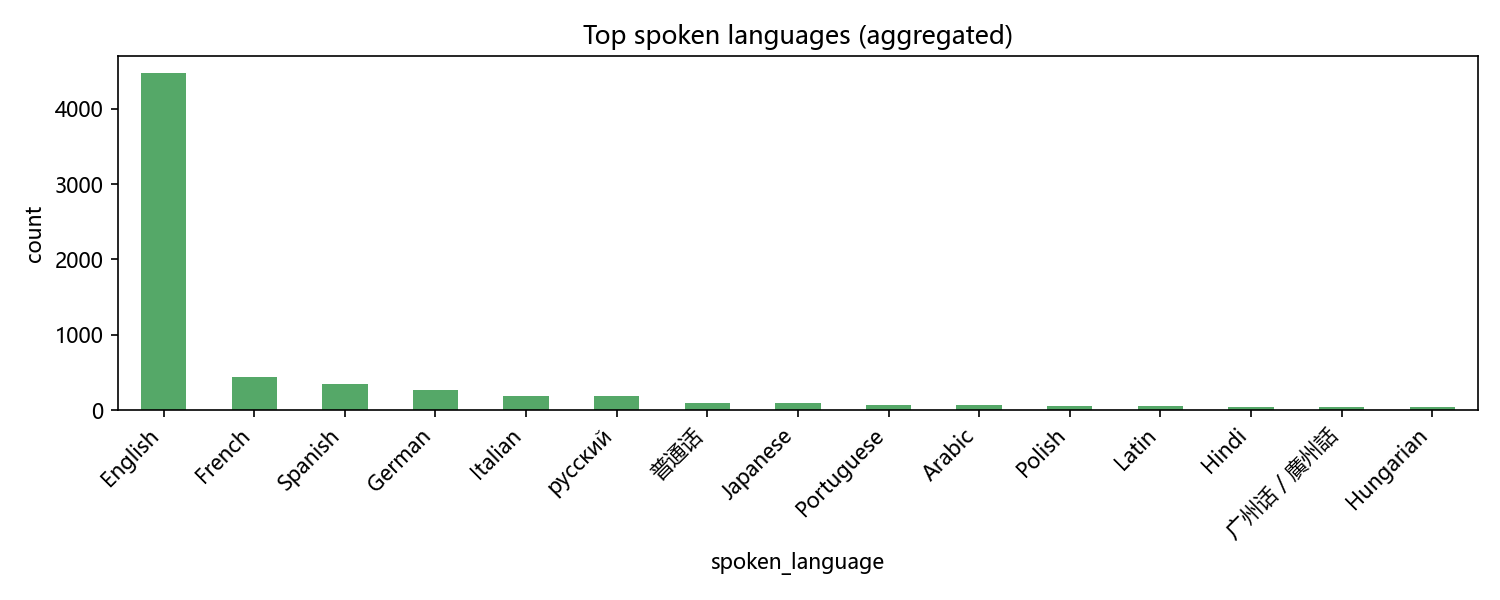 Top spoken languages (aggregated)
count
4000
3000
2000
1000
0
English
French
Spanish
German
Italian
русский
普通话
Japanese
Portuguese
Arabic
Polish
Latin
Hindi
广州话 / 廣州話
Hungarian
spoken_language